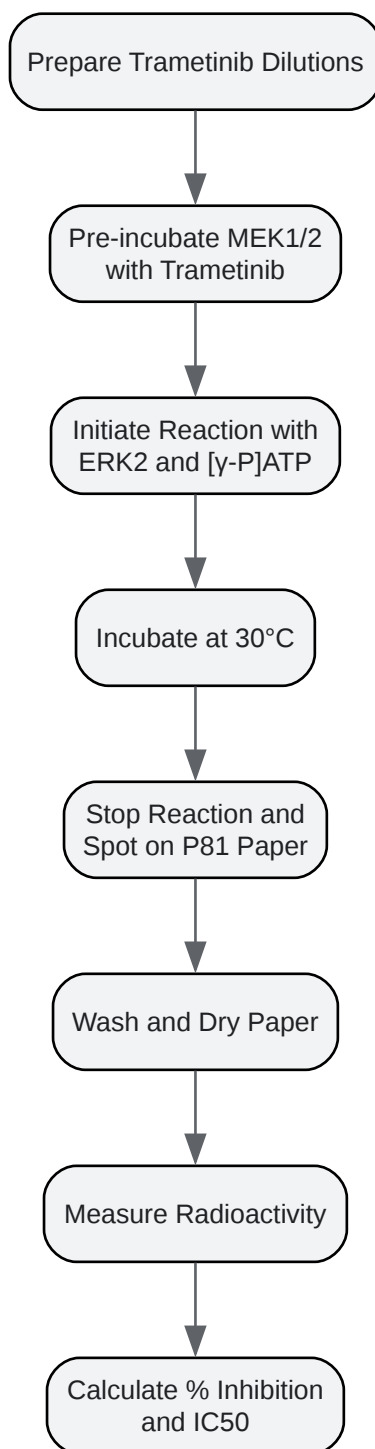 Prepare Trametinib Dilutions
Pre-incubate MEK1/2
with Trametinib
Initiate Reaction with
ERK2 and [γ-P]ATP
Incubate at 30°C
Stop Reaction and
Spot on P81 Paper
Wash and Dry Paper
Measure Radioactivity
Calculate % Inhibition
and IC50